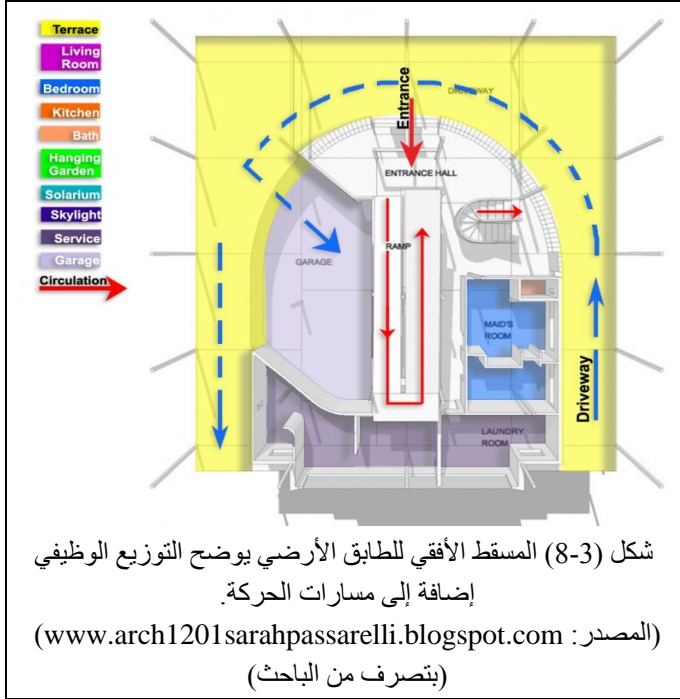 Terrace
Living
Room
Bedroom
Kitchen
Bath
Hanging
Garden
Solarium
Skylight
Service
Garage
Circulation
DRIVEWAY
Entrance
ENTRANCE HALL
RAMP
GARAGE
MAID'S
ROOM
Driveway
LAUNDRY
ROOM
شكل (3-8) المسقط الأفقي للطابق الأرضي يوضح التوزيع الوظيفي
إضافة إلى مسارات الحركة.
(المصدر: www.arch1201sarahpassarelli.blogspot.com)
(بتصرف من الباحث)